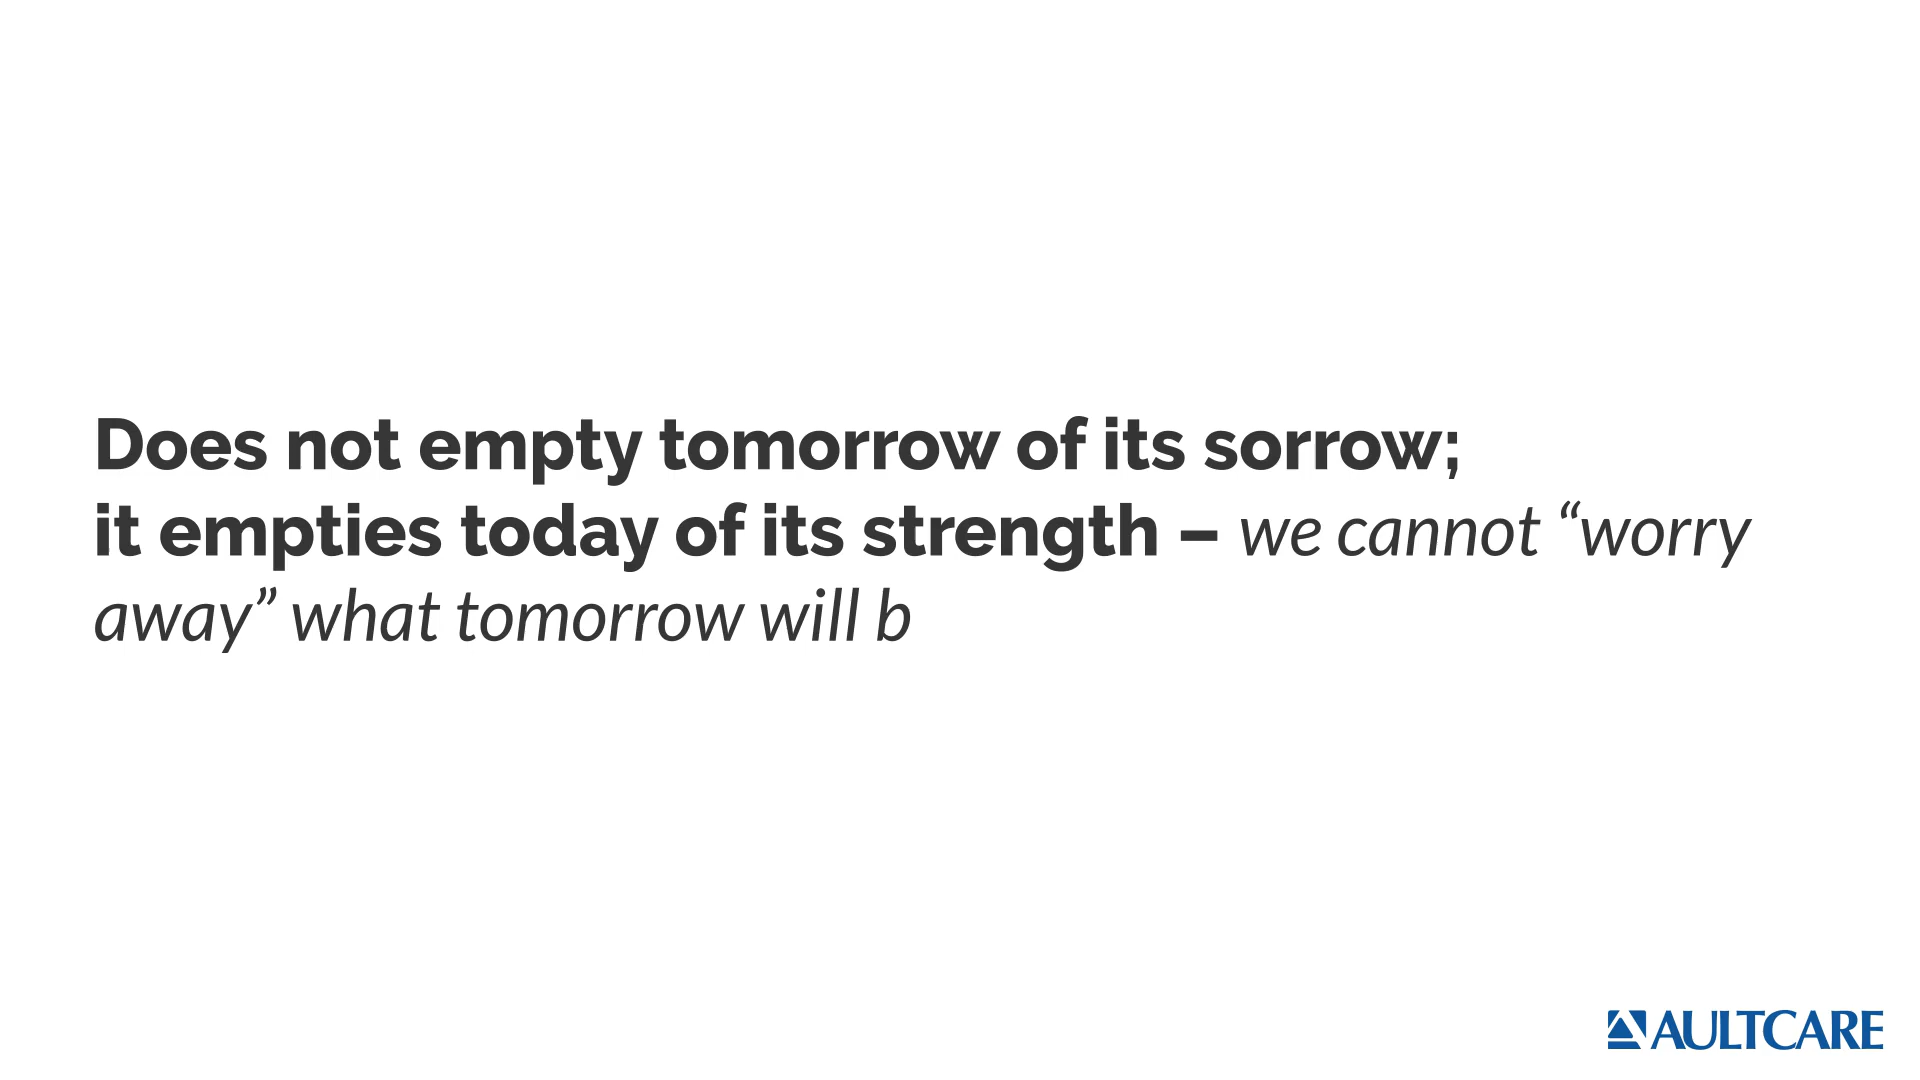 Does not empty tomorrow of its sorrow;
it empties today of its strength – we cannot “worry
away” what tomorrow will b
AULTCARE